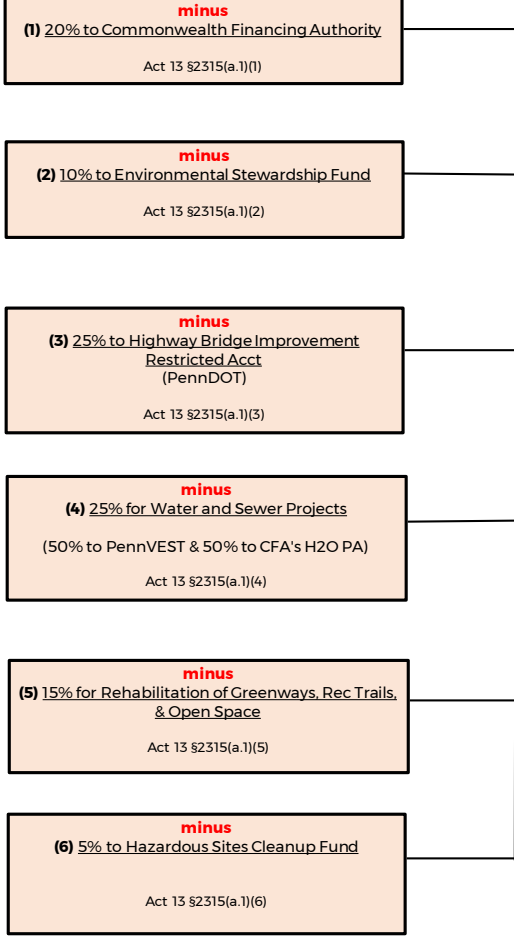 minus
(1) 20% to Commonwealth Financing Authority
Act 13 §2315(a.1)(1)
minus
(2) 10% to Environmental Stewardship Fund
Act 13 §2315(a.1)(2)
minus
(3) 25% to Highway Bridge Improvement
Restricted Acct
(PennDOT)
Act 13 §2315(a.1)(3)
minus
(4) 25% for Water and Sewer Projects
(50% to PennVEST & 50% to CFA's H2O PA)
Act 13 §2315(a.1)(4)
minus
(5) 15% for Rehabilitation of Greenways, Rec Trails,
& Open Space
Act 13 §2315(a.1)(5)
minus
(6) 5% to Hazardous Sites Cleanup Fund
Act 13 §2315(a.1)(6)